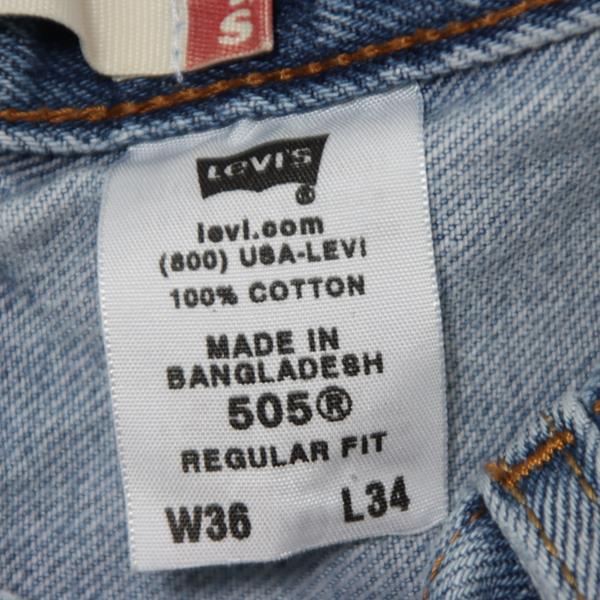 S
LEVI'S
®
levi.com
(800) USA-LEVI
100% COTTON
MADE IN
BANGLADESH
505®
REGULAR FIT
W36 L34